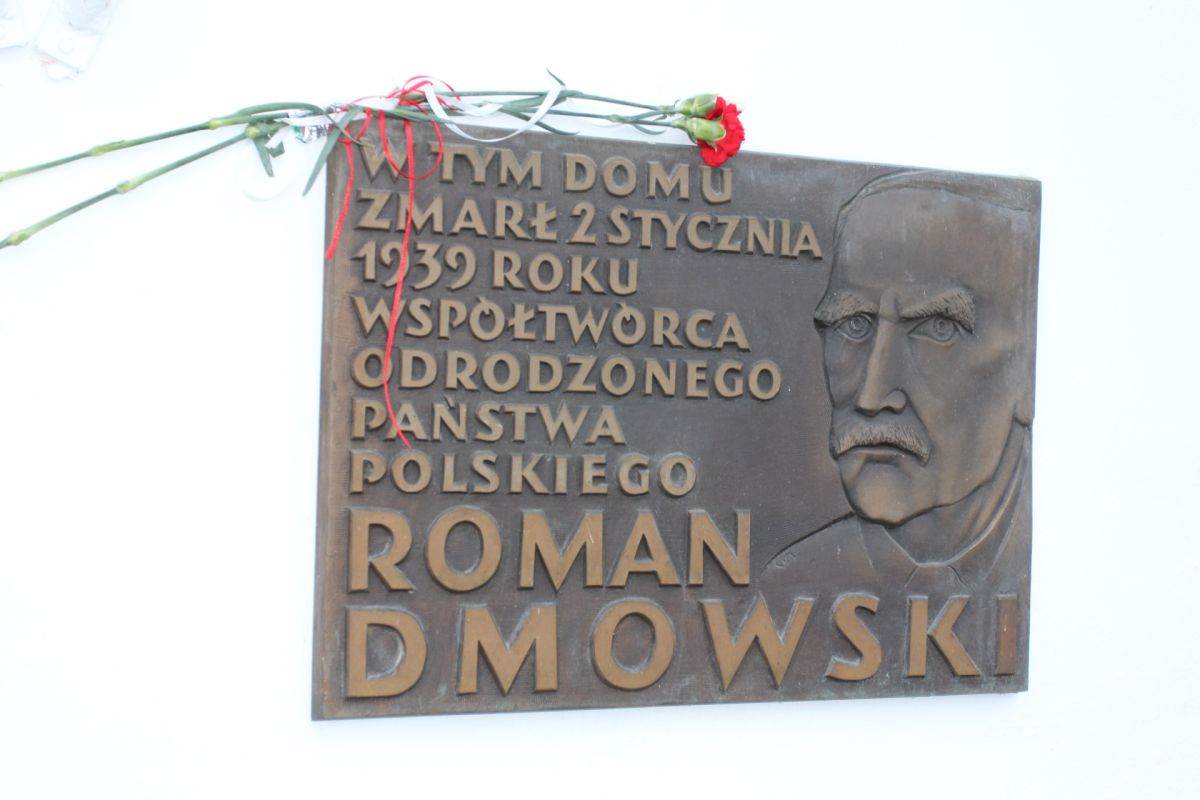 W TYM DOMU
ZMARŁ 2 STYCZNIA
1939 ROKU
WSPÓŁTWÓRCA
ODRODZONEGO
PAŃSTWA
POLSKIEGO
ROMAN
DMOWSKI